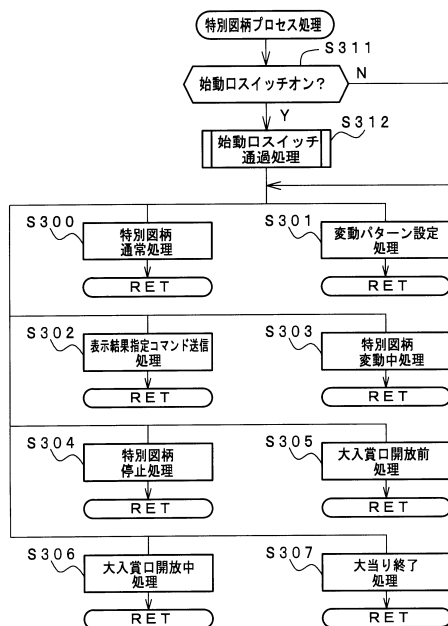 特別図柄プロセス処理
S311
始動口スイッチオン?
N
Y
S312
始動口スイッチ
通過処理
S300
特別図柄
通常処理
RET
S301
変動パターン設定
処理
RET
S302
表示結果指定コマンド送信
処理
RET
S303
特別図柄
変動中処理
RET
S304
特別図柄
停止処理
RET
S305
大入賞口開放前
処理
RET
S306
大入賞口開放中
処理
RET
S307
大当り終了
処理
RET